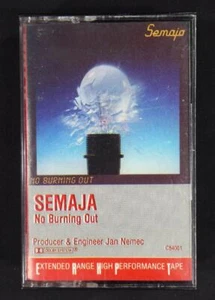 Semaja
NO BURNING OUT
SEMAJA
No Burning Out
Producer & Engineer Jan Nemec
EXTENDED RANGE HIGH PERFORMANCE TAPE